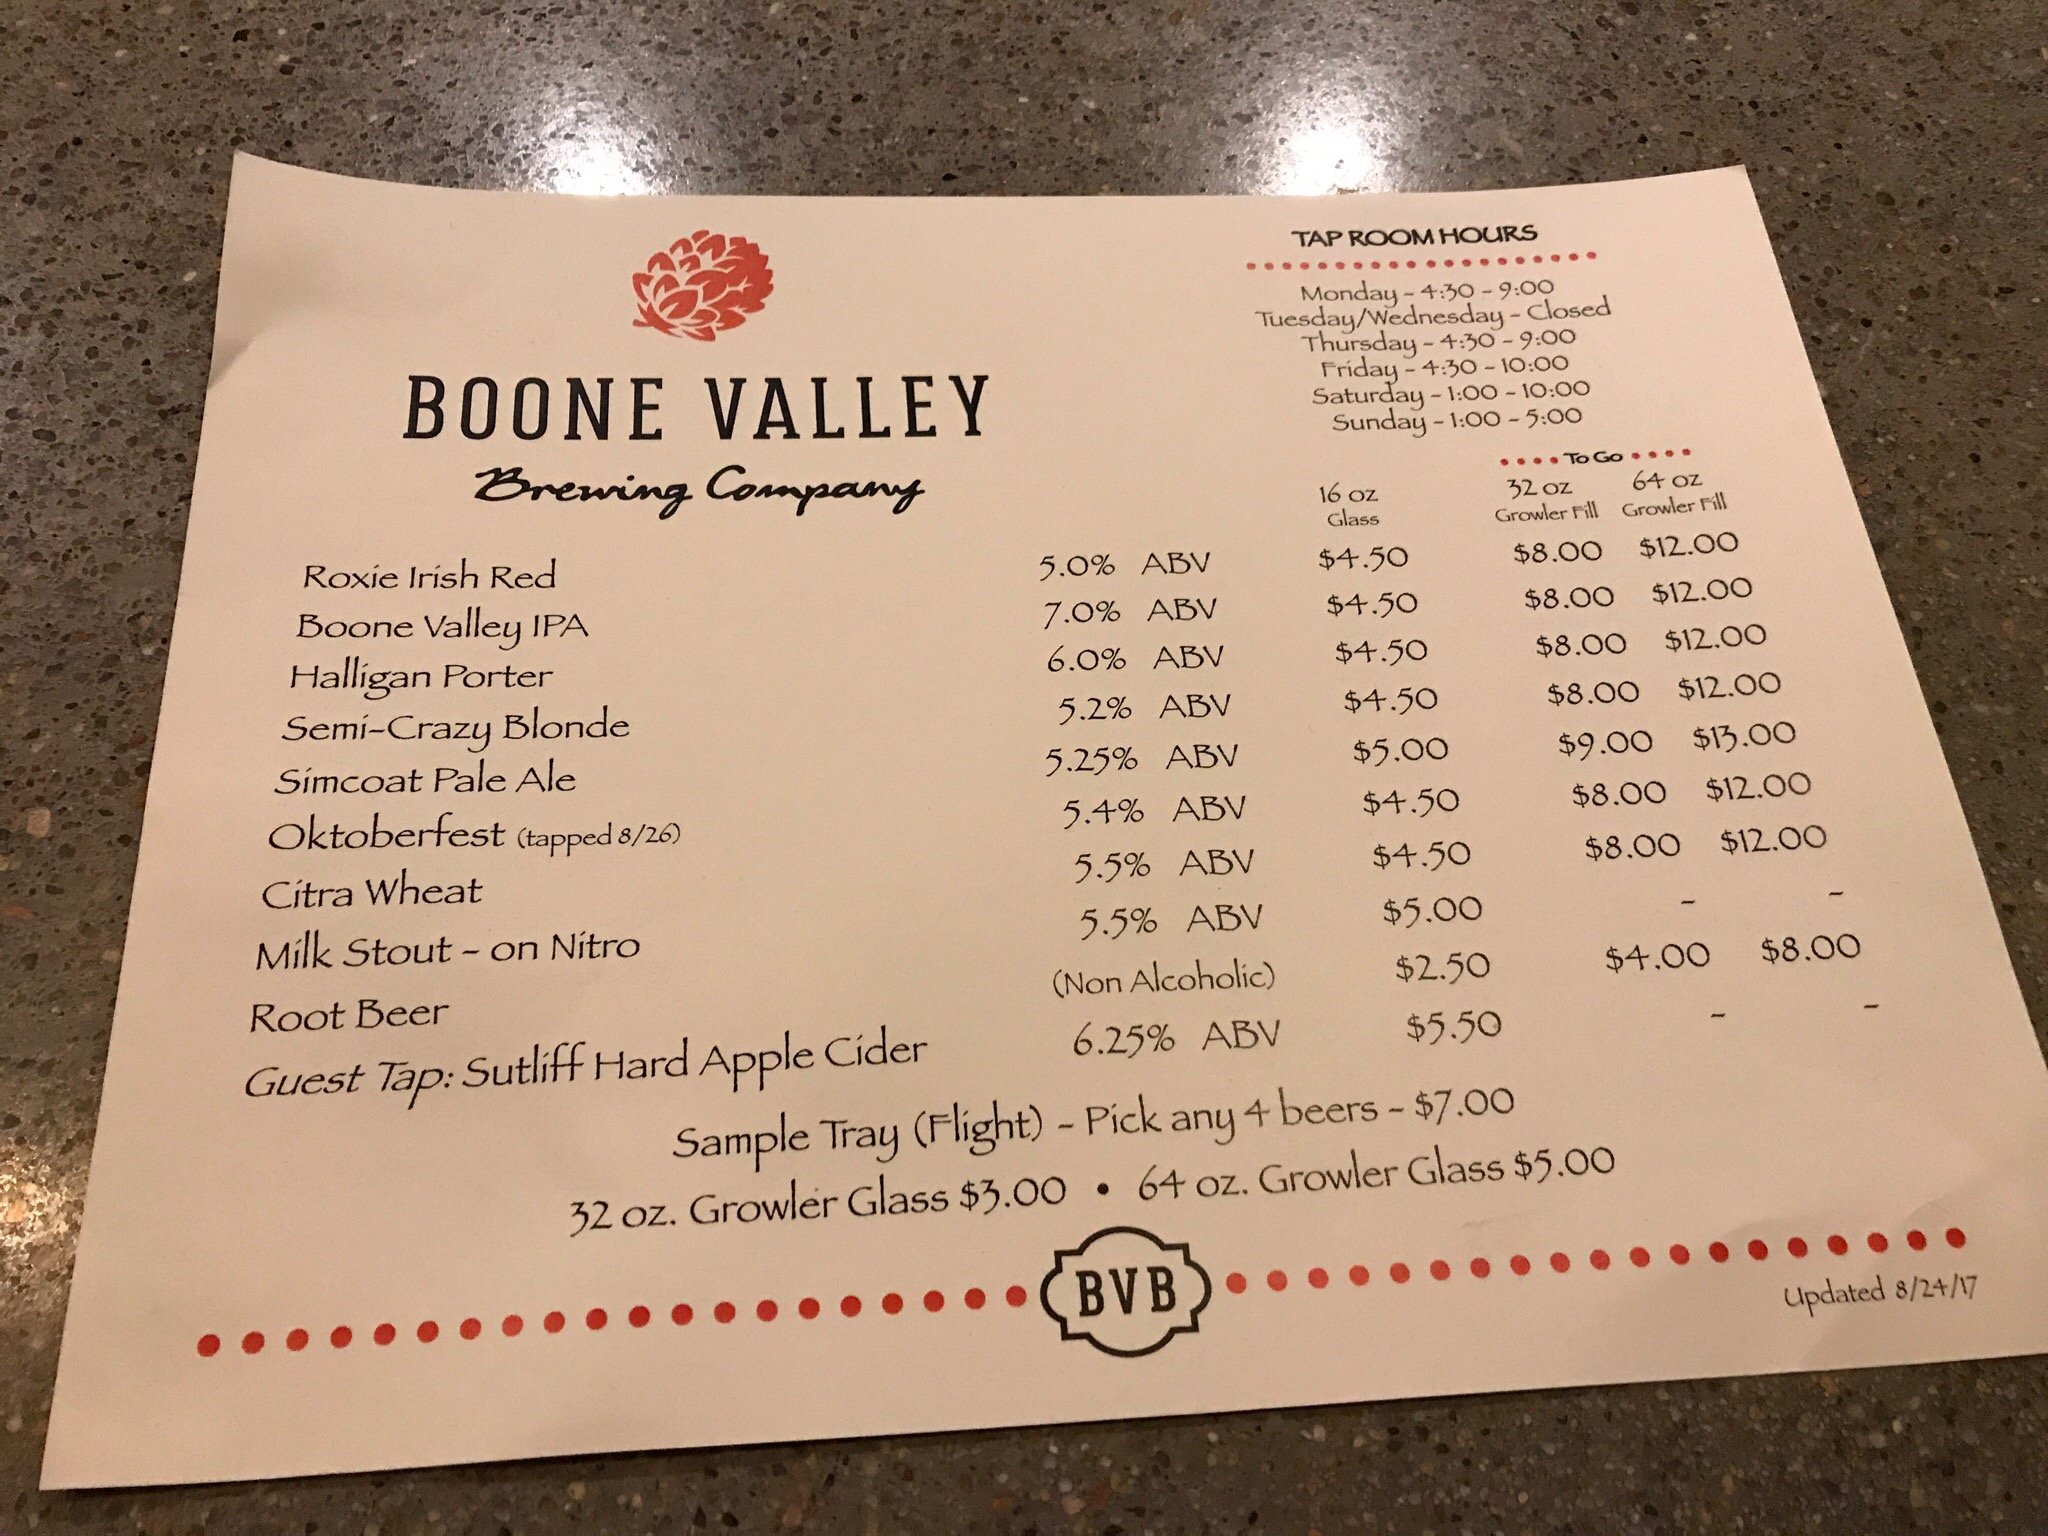 BOONE VALLEY
Brewing Company
TAP ROOM HOURS
Monday - 4:30 - 9:00
Tuesday/Wednesday - Closed
Thursday - 4:30 - 9:00
Friday - 4:30 - 10:00
Saturday - 1:00 - 10:00
Sunday - 1:00 - 5:00
To Go
16 oz 32 oz 64 oz
Glass Growler Fill Growler Fill
Roxie Irish Red 5.0% ABV $4.50 $8.00 $12.00
Boone Valley IPA 7.0% ABV $4.50 $8.00 $12.00
Halligan Porter 6.0% ABV $4.50 $8.00 $12.00
Semi-Crazy Blonde 5.2% ABV $4.50 $8.00 $12.00
Simcoat Pale Ale 5.25% ABV $5.00 $9.00 $13.00
Oktoberfest (tapped 8/26) 5.4% ABV $4.50 $8.00 $12.00
Citra Wheat 5.5% ABV $4.50 $8.00 $12.00
Milk Stout - on Nitro 5.5% ABV $5.00 - -
Root Beer (Non Alcoholic) $2.50 $4.00 $8.00
Guest Tap: Sutliff Hard Apple Cider 6.25% ABV $5.50 - -
Sample Tray (Flight) - Pick any 4 beers - $7.00
32 oz. Growler Glass $3.00 • 64 oz. Growler Glass $5.00
BVB
Updated 8/24/17